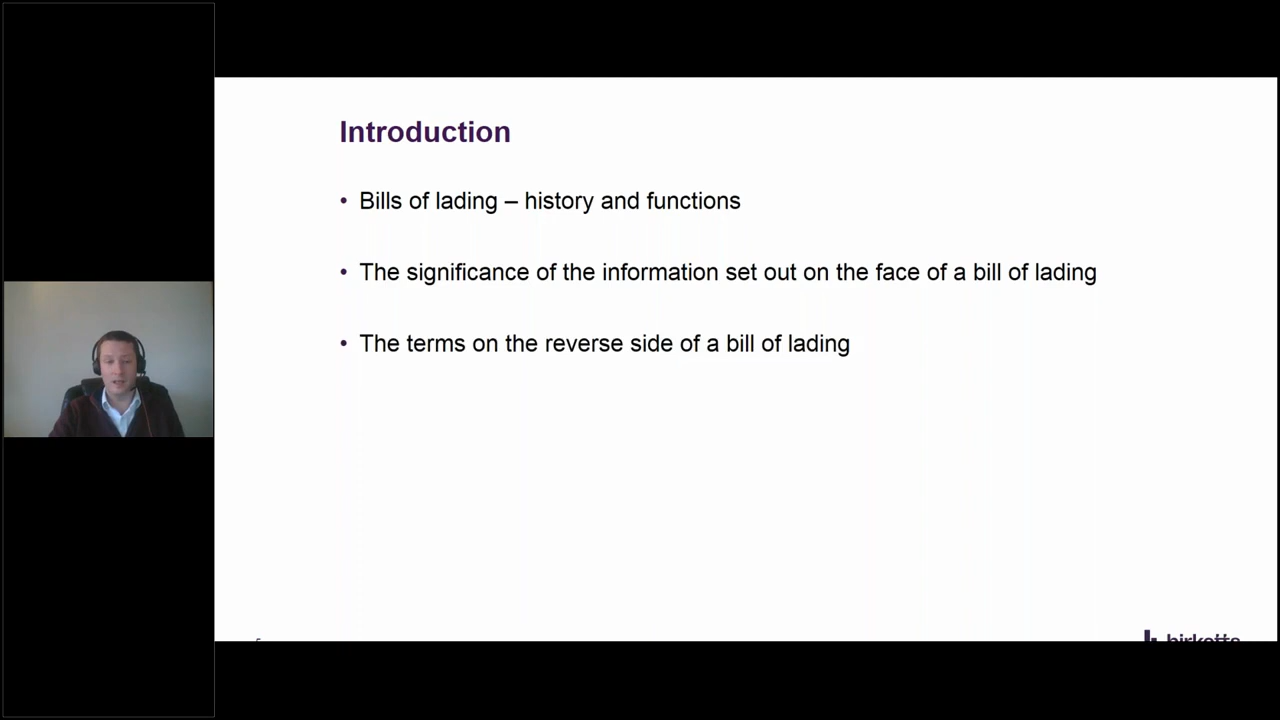 Introduction
• Bills of lading – history and functions
• The significance of the information set out on the face of a bill of lading
• The terms on the reverse side of a bill of lading
birketts